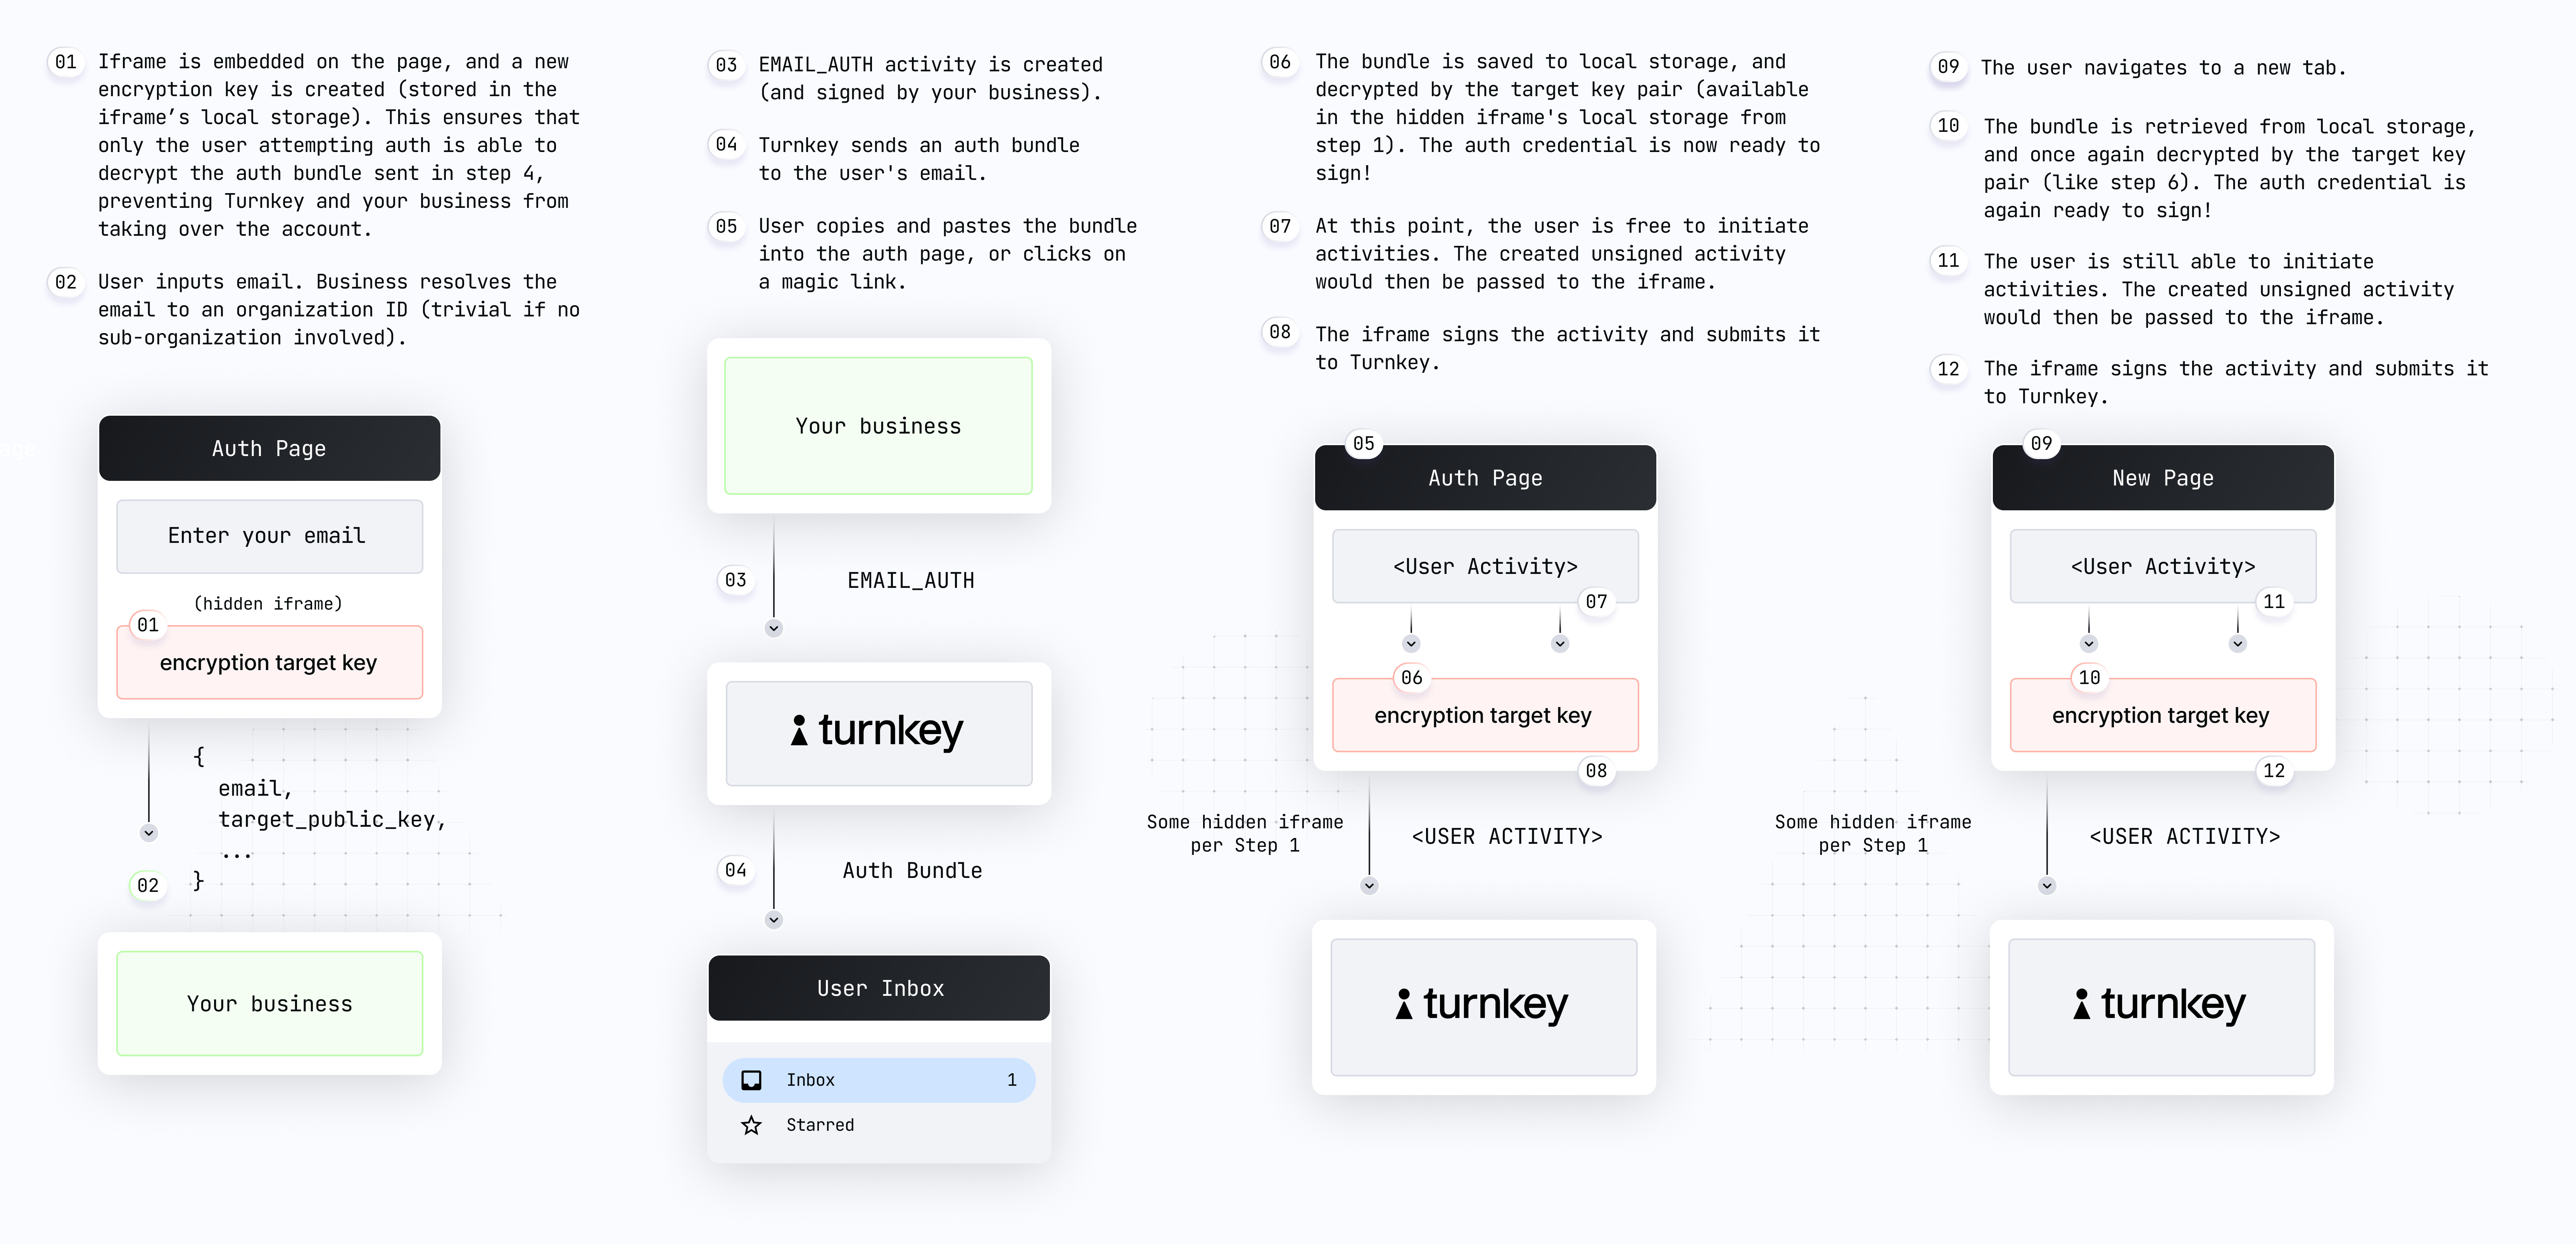 01
Iframe is embedded on the page, and a new
encryption key is created (stored in the
iframe’s local storage). This ensures that
only the user attempting auth is able to
decrypt the auth bundle sent in step 4,
preventing Turnkey and your business from
taking over the account.
02
User inputs email. Business resolves the
email to an organization ID (trivial if no
sub-organization involved).
Auth Page
Enter your email
(hidden iframe)
01
encryption target key
{
email,
target_public_key,
...
}
02
Your business
03
EMAIL_AUTH activity is created
(and signed by your business).
04
Turnkey sends an auth bundle
to the user's email.
05
User copies and pastes the bundle
into the auth page, or clicks on
a magic link.
Your business
03
EMAIL_AUTH
turnkey
04
Auth Bundle
User Inbox
Inbox 1
Starred
06
The bundle is saved to local storage, and
decrypted by the target key pair (available
in the hidden iframe's local storage from
step 1). The auth credential is now ready to
sign!
07
At this point, the user is free to initiate
activities. The created unsigned activity
would then be passed to the iframe.
08
The iframe signs the activity and submits it
to Turnkey.
05
Auth Page
<User Activity>
07
06
encryption target key
08
Some hidden iframe
per Step 1
<USER ACTIVITY>
turnkey
09
The user navigates to a new tab.
10
The bundle is retrieved from local storage,
and once again decrypted by the target key
pair (like step 6). The auth credential is
again ready to sign!
11
The user is still able to initiate
activities. The created unsigned activity
would then be passed to the iframe.
12
The iframe signs the activity and submits it
to Turnkey.
09
New Page
<User Activity>
11
10
encryption target key
12
Some hidden iframe
per Step 1
<USER ACTIVITY>
turnkey